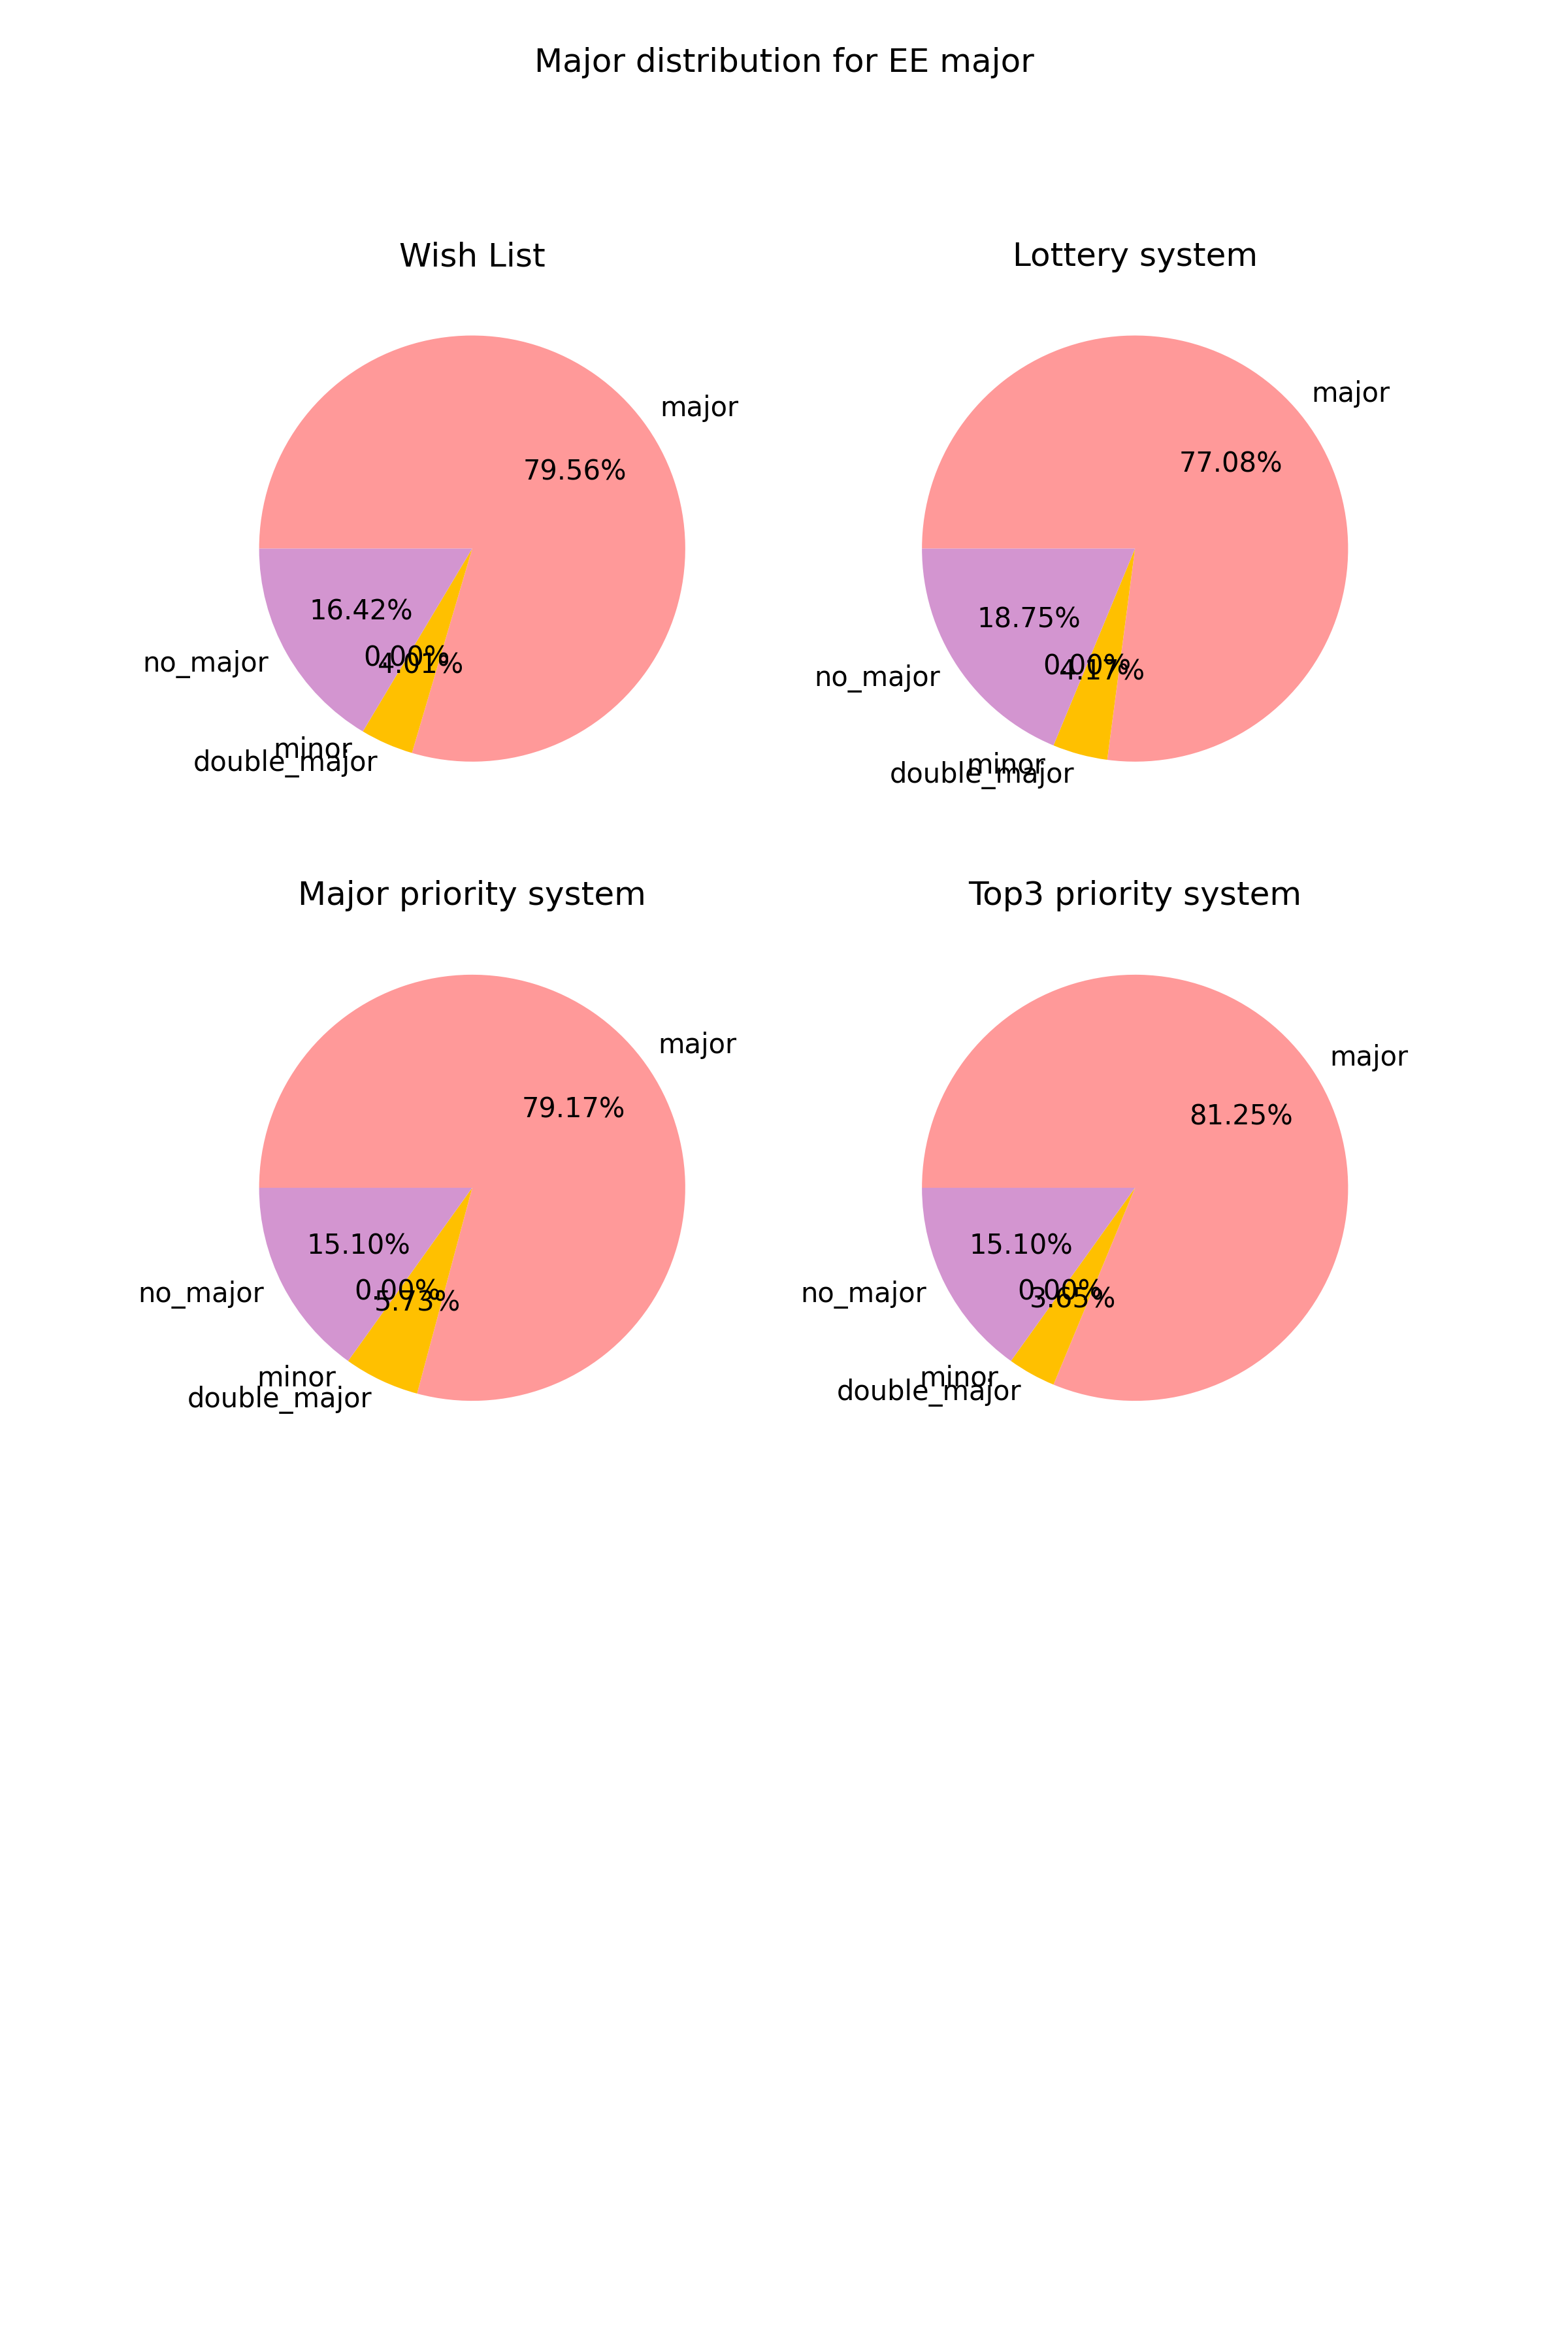 Major distribution for EE major
Wish List
major
79.56%
16.42%
0.00%
4.01%
no_major
minor
double_major
Lottery system
major
77.08%
18.75%
0.00%
4.17%
no_major
minor
double_major
Major priority system
major
79.17%
15.10%
0.00%
5.73%
no_major
minor
double_major
Top3 priority system
major
81.25%
15.10%
0.00%
3.65%
no_major
minor
double_major